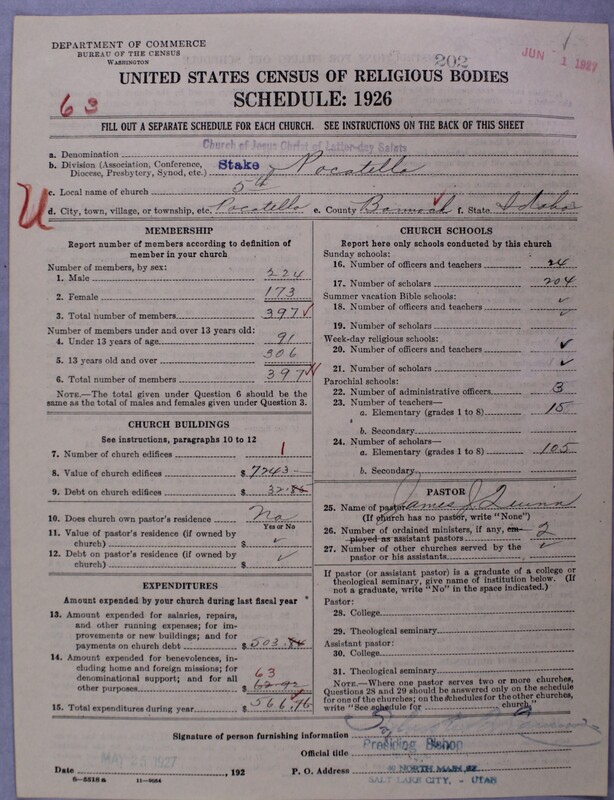 DEPARTMENT OF COMMERCE
BUREAU OF THE CENSUS
WASHINGTON
202
JUN 1 1927
UNITED STATES CENSUS OF RELIGIOUS BODIES
SCHEDULE: 1926
63
FILL OUT A SEPARATE SCHEDULE FOR EACH CHURCH. SEE INSTRUCTIONS ON THE BACK OF THIS SHEET
a. Denomination Church of Jesus Christ of Latter-day Saints
b. Division (Association, Conference, Diocese, Presbytery, Synod, etc.) Stake Pocatello
c. Local name of church 5th
d. City, town, village, or township, etc. Pocatello e. County Bannock f. State Idaho
MEMBERSHIP
Report number of members according to definition of
member in your church
Number of members, by sex:
1. Male 224
2. Female 173
3. Total number of members 397
Number of members under and over 13 years old:
4. Under 13 years of age 91
5. 13 years old and over 306
6. Total number of members 397
NOTE.—The total given under Question 6 should be
the same as the total of males and females given under Question 3.
CHURCH BUILDINGS
See instructions, paragraphs 10 to 12
7. Number of church edifices 1
8. Value of church edifices $ 7243
9. Debt on church edifices $ 32.
10. Does church own pastor's residence No
Yes or No
11. Value of pastor's residence (if owned by
church) $ ✓
12. Debt on pastor's residence (if owned by
church) $ ✓
EXPENDITURES
Amount expended by your church during last fiscal year *
13. Amount expended for salaries, repairs,
and other running expenses; for im-
provements or new buildings; and for
payments on church debt $ 503.84
14. Amount expended for benevolences, in-
cluding home and foreign missions; for
denominational support; and for all
other purposes $ 63
15. Total expenditures during year $ 566.76
CHURCH SCHOOLS
Report here only schools conducted by this church
Sunday schools:
16. Number of officers and teachers 24
17. Number of scholars 204
Summer vacation Bible schools:
18. Number of officers and teachers ✓
19. Number of scholars ✓
Week-day religious schools:
20. Number of officers and teachers ✓
21. Number of scholars ✓
Parochial schools:
22. Number of administrative officers 3
23. Number of teachers—
a. Elementary (grades 1 to 8) 15
b. Secondary
24. Number of scholars—
a. Elementary (grades 1 to 8) 105
b. Secondary
PASTOR
25. Name of pastor James J. Quinn
(If church has no pastor, write "None")
26. Number of ordained ministers, if any, em-
ployed as assistant pastors 2
27. Number of other churches served by the
pastor or his assistants ✓
If pastor (or assistant pastor) is a graduate of a college or
theological seminary, give name of institution below. (If
not a graduate, write "No" in the space indicated.)
Pastor:
28. College
29. Theological seminary
Assistant pastor:
30. College
31. Theological seminary
NOTE.—Where one pastor serves two or more churches,
Questions 28 and 29 should be answered only on the schedule
for one of the churches; on the schedules for the other churches,
write "See schedule for church."
Signature of person furnishing information
Official title Presiding Bishop
Date MAY 25 1927, 192 P. O. Address 40 NORTH MAIN ST.
SALT LAKE CITY, - UTAH
6-5318a 11-9084